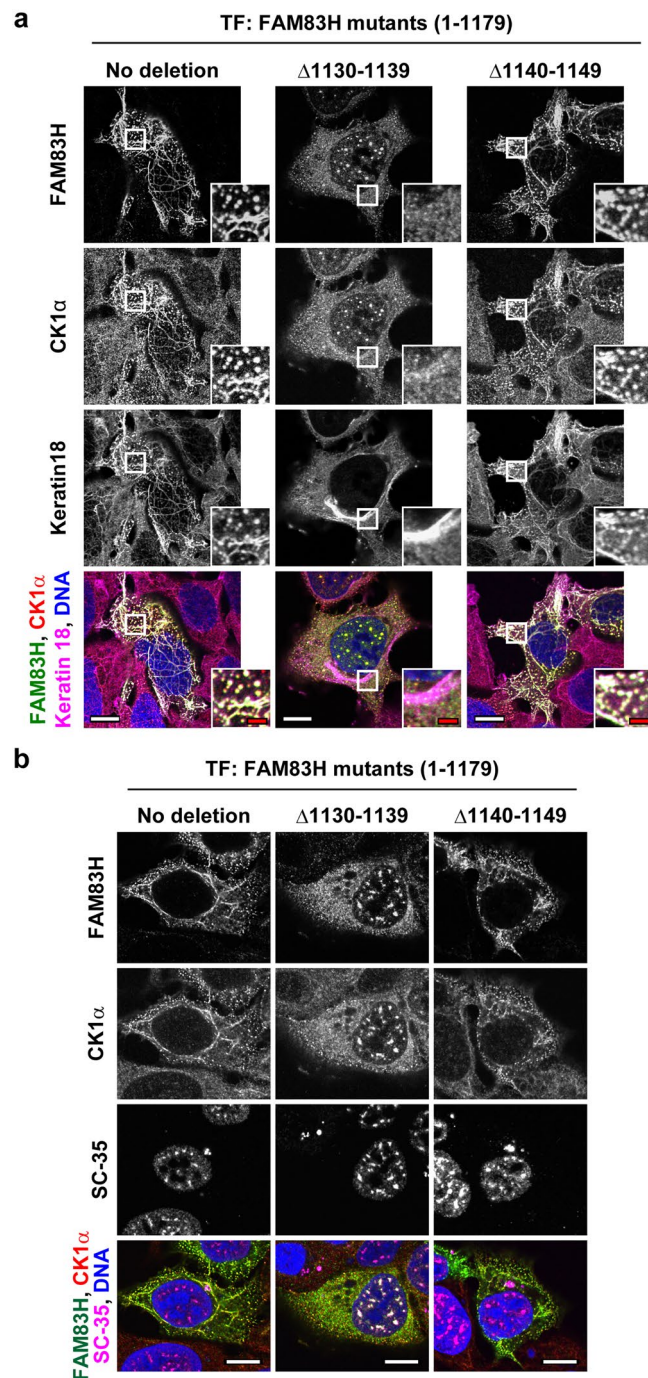 a
TF: FAM83H mutants (1-1179)
No deletion Δ1130-1139 Δ1140-1149
FAM83H
CK1α
Keratin18
FAM83H, CK1α
Keratin 18, DNA
b
TF: FAM83H mutants (1-1179)
No deletion Δ1130-1139 Δ1140-1149
FAM83H
CK1α
SC-35
FAM83H, CK1α
SC-35, DNA